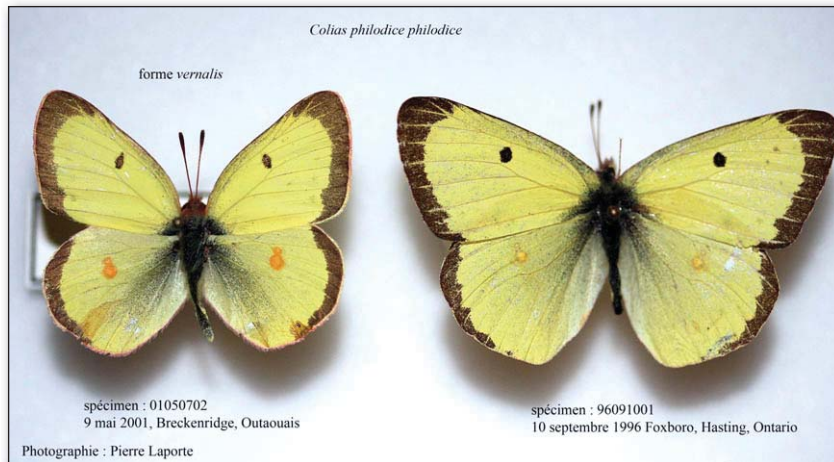 Colias philodice philodice
forme vernalis
spécimen : 01050702
9 mai 2001, Breckenridge, Outaouais
spécimen : 96091001
10 septembre 1996 Foxboro, Hasting, Ontario
Photographie : Pierre Laporte